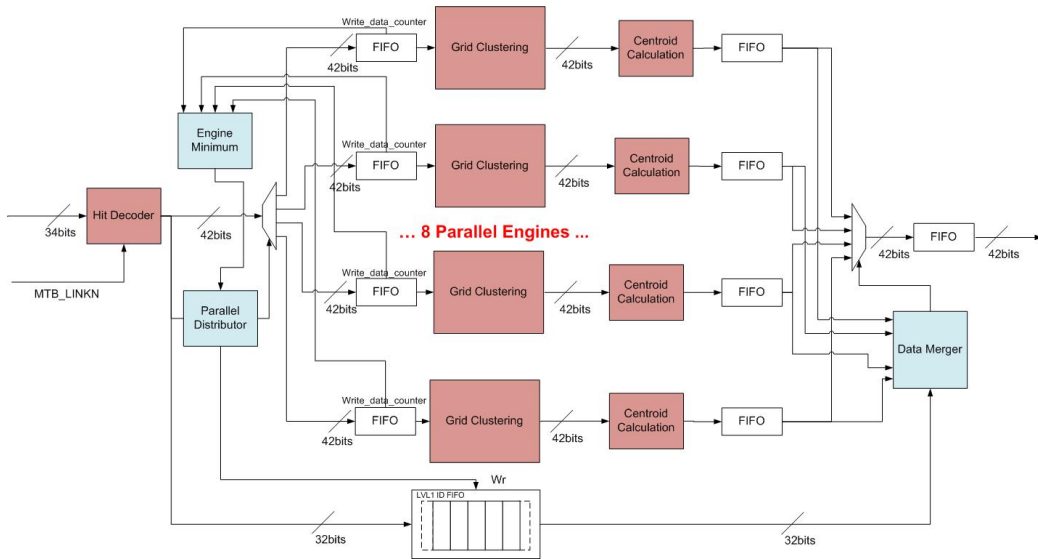 Write_data_counter
FIFO
42bits
Grid Clustering
42bits
Centroid
Calculation
FIFO
Engine
Minimum
Write_data_counter
FIFO
42bits
Grid Clustering
42bits
Centroid
Calculation
FIFO
Hit Decoder
34bits
42bits
MTB_LINKN
... 8 Parallel Engines ...
42bits
FIFO
42bits
Parallel
Distributor
Write_data_counter
FIFO
42bits
Grid Clustering
42bits
Centroid
Calculation
FIFO
Data Merger
Write_data_counter
FIFO
42bits
Grid Clustering
42bits
Centroid
Calculation
FIFO
Wr
LVL1 ID FIFO
32bits
32bits